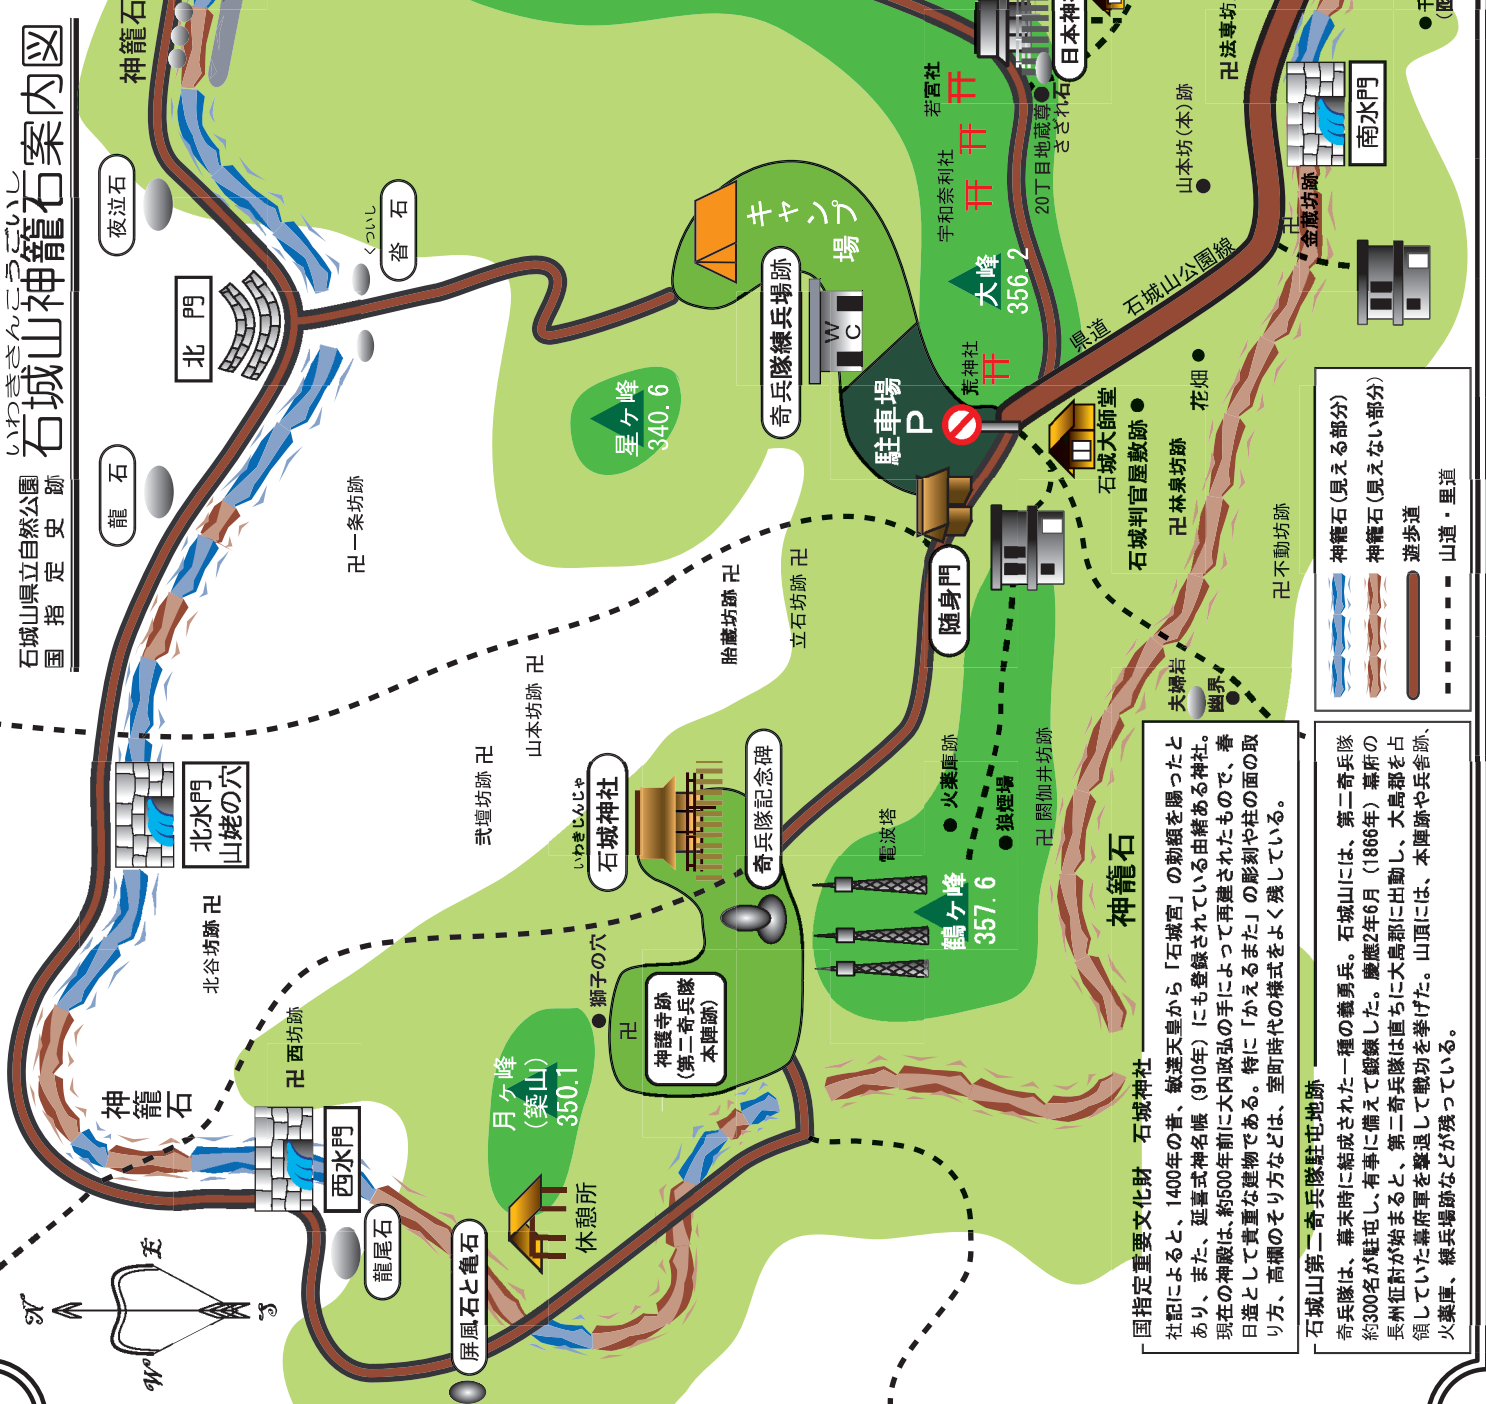 石城山県立自然公園
国指定史跡
いわきさんこうごいし
石城山神籠石案内図
神籠石
夜泣石
くついし
沓石
北門
龍石
卍一条坊跡
星ヶ峰
340.6
キャンプ場
奇兵隊練兵場跡
WC
駐車場
P
若宮社
宇和奈利社
荒神社
大峰
356.2
20丁目地蔵尊
さざれ石
日本神
卍法専坊
山本坊(本)跡
南水門
卍
金蔵坊跡
県道 石城山公園線
花畑
石城大師堂
石城判官屋敷跡
卍林泉坊跡
卍不動坊跡
随身門
胎蔵坊跡卍
立石坊跡卍
山本坊跡卍
弐壇坊跡卍
北水門
山姥の穴
北谷坊跡卍
卍西坊跡
神籠石
西水門
龍尾石
屏風石と亀石
休憩所
月ヶ峰
(築山)
350.1
獅子の穴
卍
神護寺跡
(第二奇兵隊
本陣跡)
いわきじんじゃ
石城神社
奇兵隊記念碑
電波塔
鶴ヶ峰
357.6
火薬庫跡
狼煙場
卍閼伽井坊跡
夫婦岩
幽界
神籠石
神籠石(見える部分)
神籠石(見えない部分)
遊歩道
山道・里道
N
E
S
W
国指定重要文化財 石城神社
社記によると、1400年の昔、敏達天皇から「石城宮」の勅額を賜ったと
あり、また、延喜式神名帳(910年)にも登録されている由緒ある神社。
現在の神殿は、約500年前に大内政弘の手によって再建されたもので、春
日造として貴重な建物である。特に「かえるまた」の彫刻や柱の面の取
り方、高欄のそり方などは、室町時代の様式をよく残している。
石城山第二奇兵隊駐屯地跡
奇兵隊は、幕末時に結成された一種の義勇兵。石城山には、第二奇兵隊
約300名が駐屯し、有事に備えて鍛錬した。慶應2年6月(1866年)幕府の
長州征討が始まると、第二奇兵隊は直ちに大島郡に出動し、大島郡を占
領していた幕府軍を撃退して戦功を挙げた。山頂には、本陣跡や兵舎跡、
火薬庫、練兵場跡などが残っている。